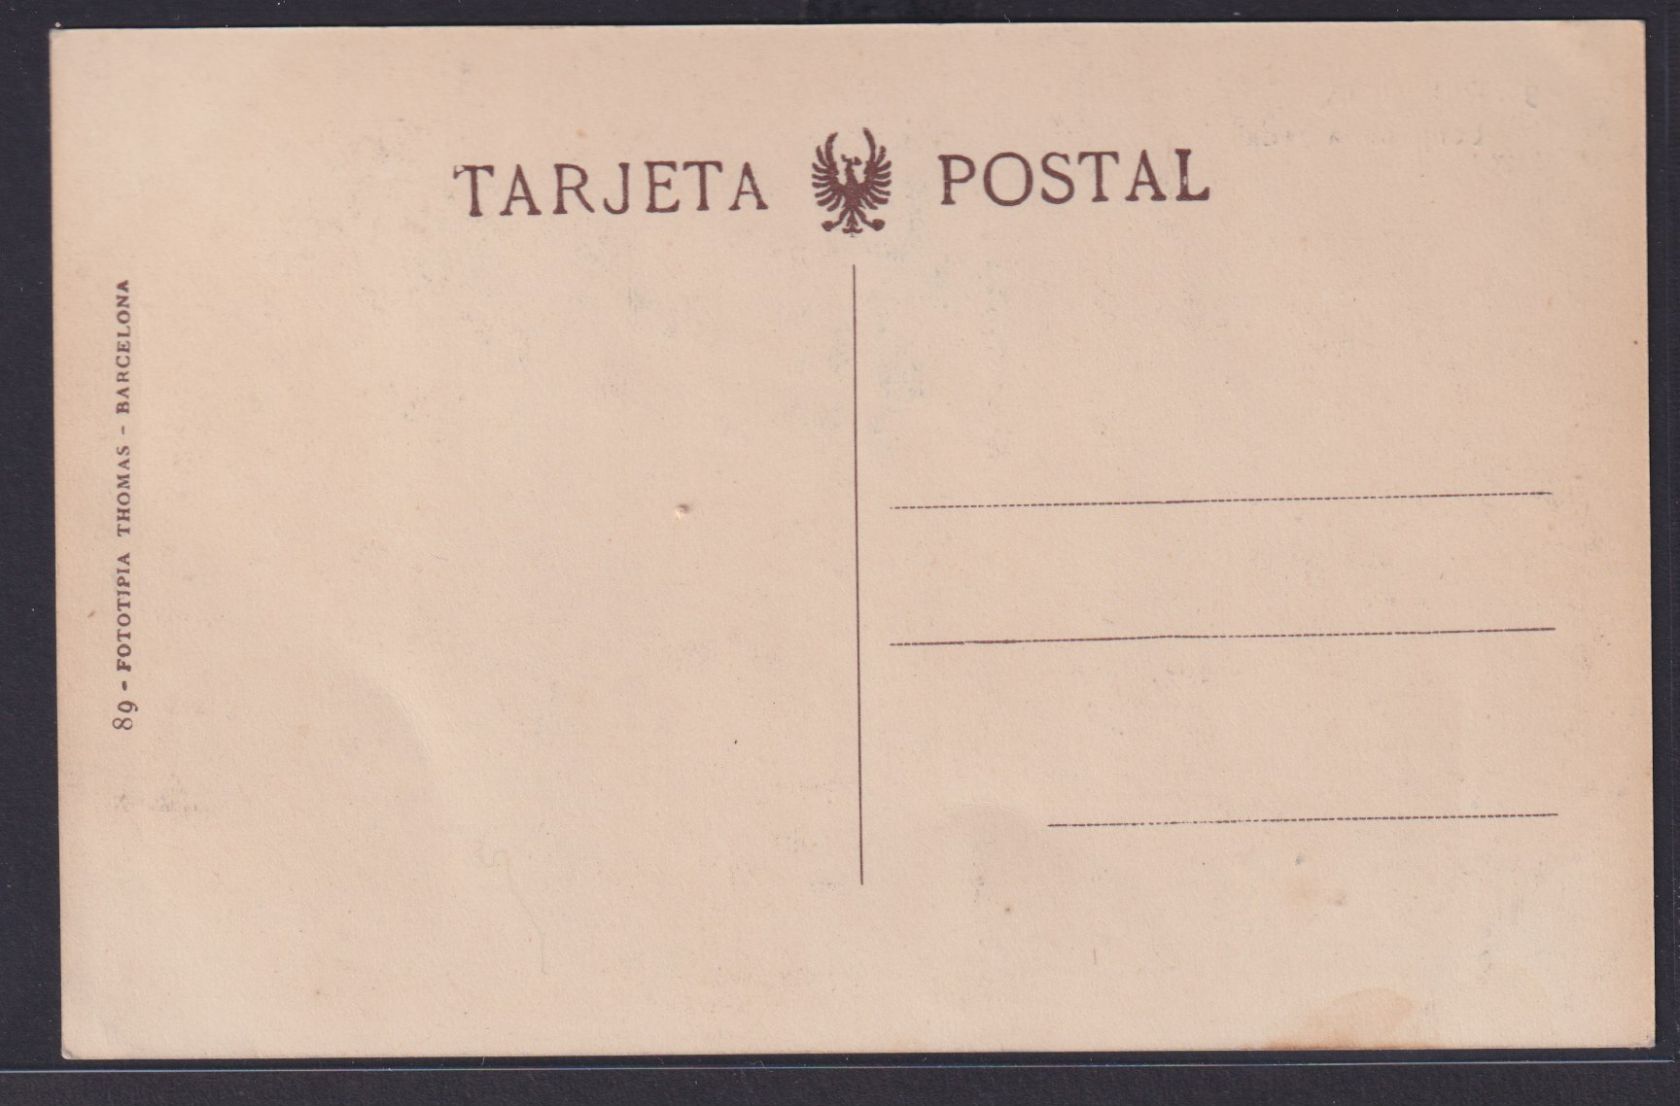 TARJETA POSTAL
89 - FOTOTIPIA THOMAS - BARCELONA